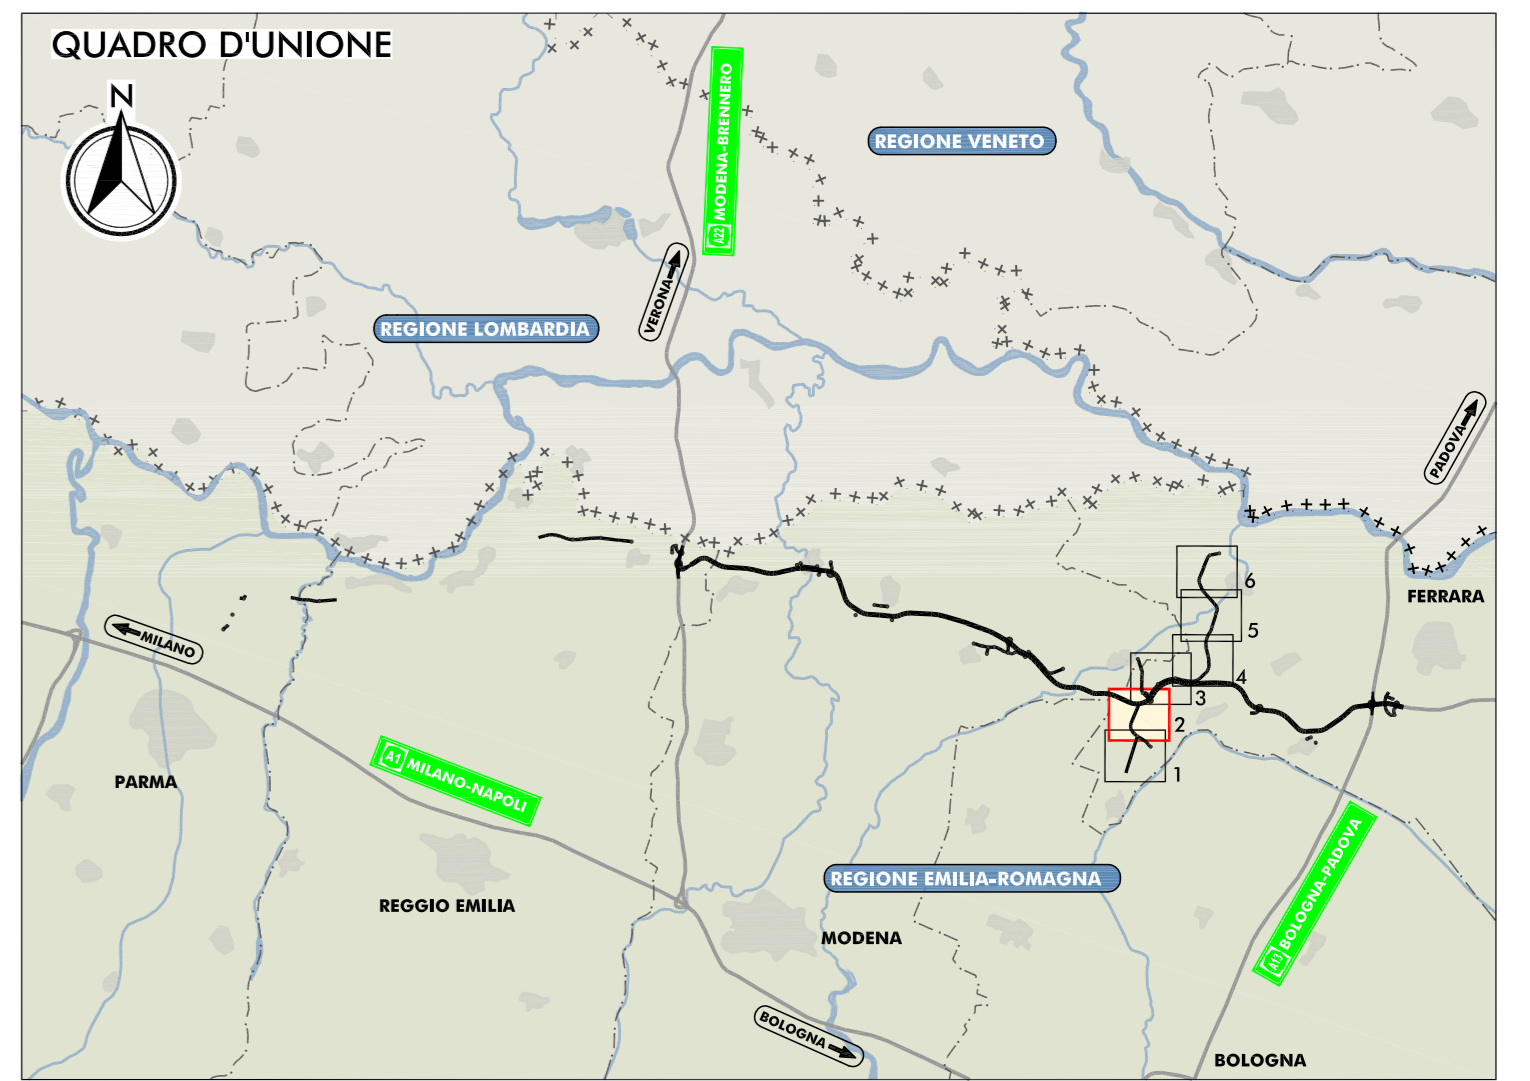 QUADRO D'UNIONE
N
A22 MODENA-BRENNERO
REGIONE VENETO
VERONA
REGIONE LOMBARDIA
PADOVA
6
FERRARA
5
MILANO
4
3
2
1
A1 MILANO-NAPOLI
PARMA
A13 BOLOGNA-PADOVA
REGIONE EMILIA-ROMAGNA
REGGIO EMILIA
MODENA
BOLOGNA
BOLOGNA